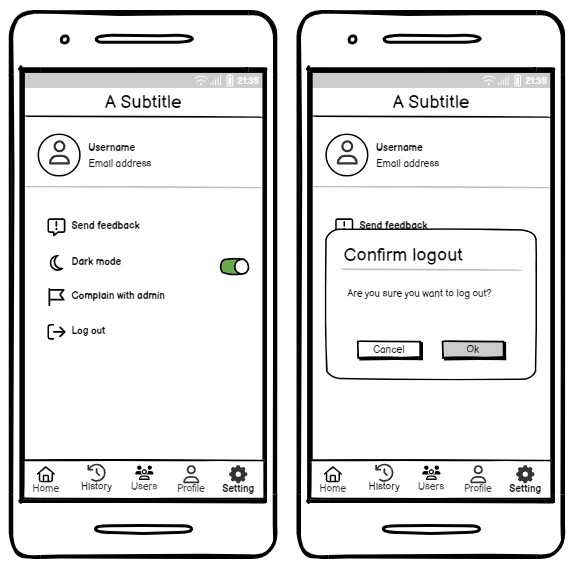 21:38
A Subtitle
Username
Email address
Send feedback
Dark mode
Complain with admin
Log out
Home History Users Profile Setting
21:38
A Subtitle
Username
Email address
Send feedback
Confirm logout
Are you sure you want to log out?
Cancel Ok
Home History Users Profile Setting